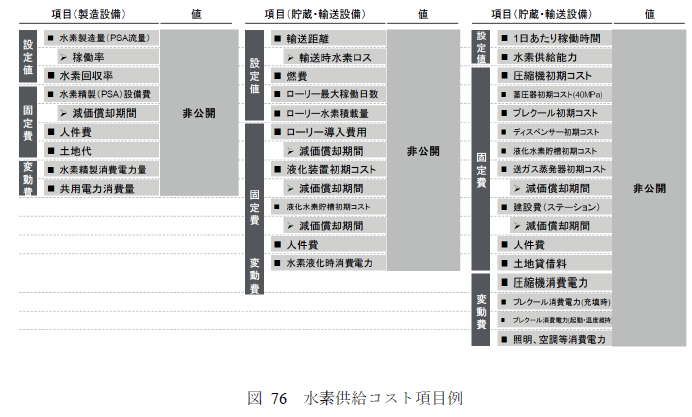 項目(製造設備)
値
設定値
■ 水素製造量(PSA流量)
➢ 稼働率
■ 水素回収率
固定費
■ 水素精製(PSA)設備費
➢ 減価償却期間
■ 人件費
■ 土地代
変動費
■ 水素精製消費電力量
■ 共用電力消費量
非公開
項目(貯蔵・輸送設備)
値
設定値
■ 輸送距離
➢ 輸送時水素ロス
■ 燃費
■ ローリー最大稼働日数
■ ローリー水素積載量
固定費
■ ローリー導入費用
➢ 減価償却期間
■ 液化装置初期コスト
➢ 減価償却期間
■ 液化水素貯槽初期コスト
➢ 減価償却期間
■ 人件費
変動費
■ 水素液化時消費電力
非公開
項目(貯蔵・輸送設備)
値
設定値
■ 1日あたり稼働時間
■ 水素供給能力
固定費
■ 圧縮機初期コスト
■ 蓄圧器初期コスト(40MPa)
■ プレクール初期コスト
■ ディスペンサー初期コスト
■ 液化水素貯槽初期コスト
■ 送ガス蒸発器初期コスト
➢ 減価償却期間
■ 建設費(ステーション)
➢ 減価償却期間
■ 人件費
■ 土地賃借料
変動費
■ 圧縮機消費電力
■ プレクール消費電力(充填時)
■ プレクール消費電力(起動・温度維持)
■ 照明、空調等消費電力
非公開
図 76 水素供給コスト項目例